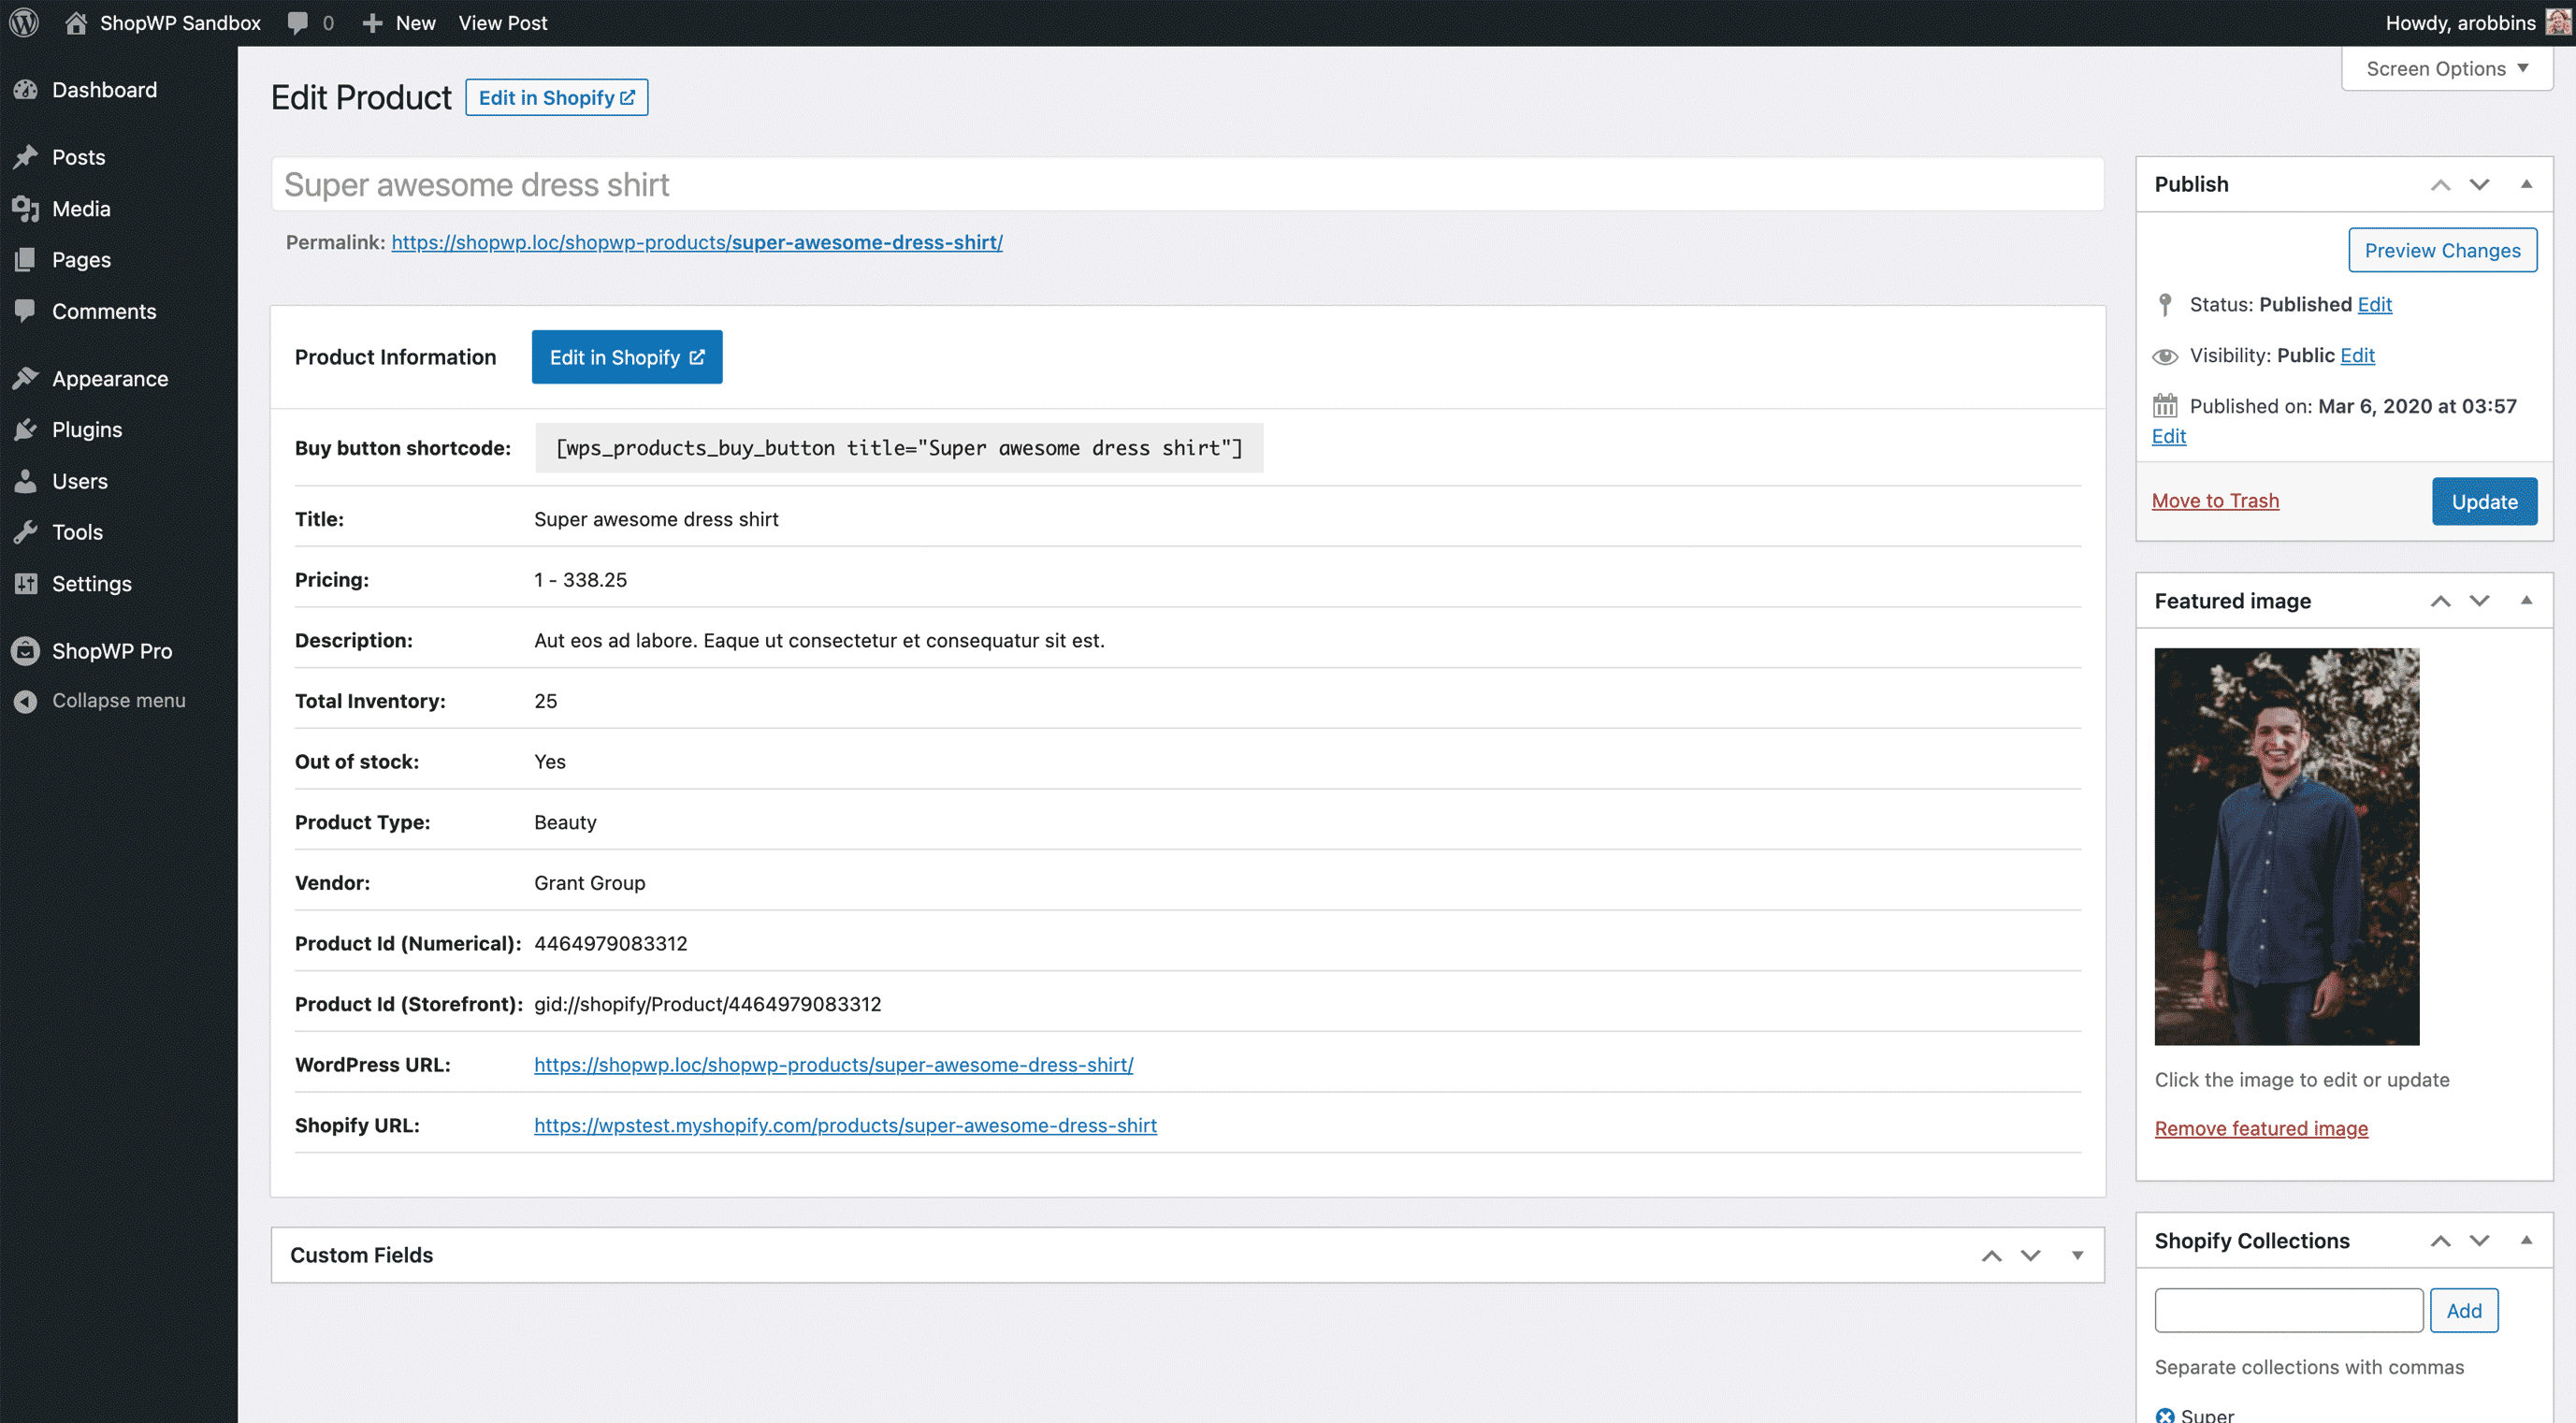 ShopWP Sandbox 0 New View Post Howdy, arobbins
Screen Options
Dashboard
Posts
Media
Pages
Comments
Appearance
Plugins
Users
Tools
Settings
ShopWP Pro
Collapse menu
Edit Product Edit in Shopify
Super awesome dress shirt
Permalink: https://shopwp.loc/shopwp-products/super-awesome-dress-shirt/
Product Information Edit in Shopify
Buy button shortcode: [wps_products_buy_button title="Super awesome dress shirt"]
Title: Super awesome dress shirt
Pricing: 1 - 338.25
Description: Aut eos ad labore. Eaque ut consectetur et consequatur sit est.
Total Inventory: 25
Out of stock: Yes
Product Type: Beauty
Vendor: Grant Group
Product Id (Numerical): 4464979083312
Product Id (Storefront): gid://shopify/Product/4464979083312
WordPress URL: https://shopwp.loc/shopwp-products/super-awesome-dress-shirt/
Shopify URL: https://wpstest.myshopify.com/products/super-awesome-dress-shirt
Custom Fields
Publish
Preview Changes
Status: Published Edit
Visibility: Public Edit
Published on: Mar 6, 2020 at 03:57
Edit
Move to Trash Update
Featured image
Click the image to edit or update
Remove featured image
Shopify Collections
Add
Separate collections with commas
Super